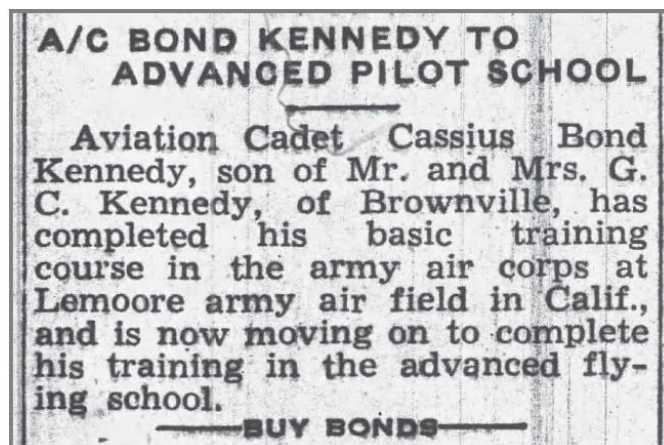 A/C BOND KENNEDY TO
ADVANCED PILOT SCHOOL
Aviation Cadet Cassius Bond
Kennedy, son of Mr. and Mrs. G.
C. Kennedy, of Brownville, has
completed his basic training
course in the army air corps at
Lemoore army air field in Calif.,
and is now moving on to complete
his training in the advanced fly-
ing school.
BUY BONDS